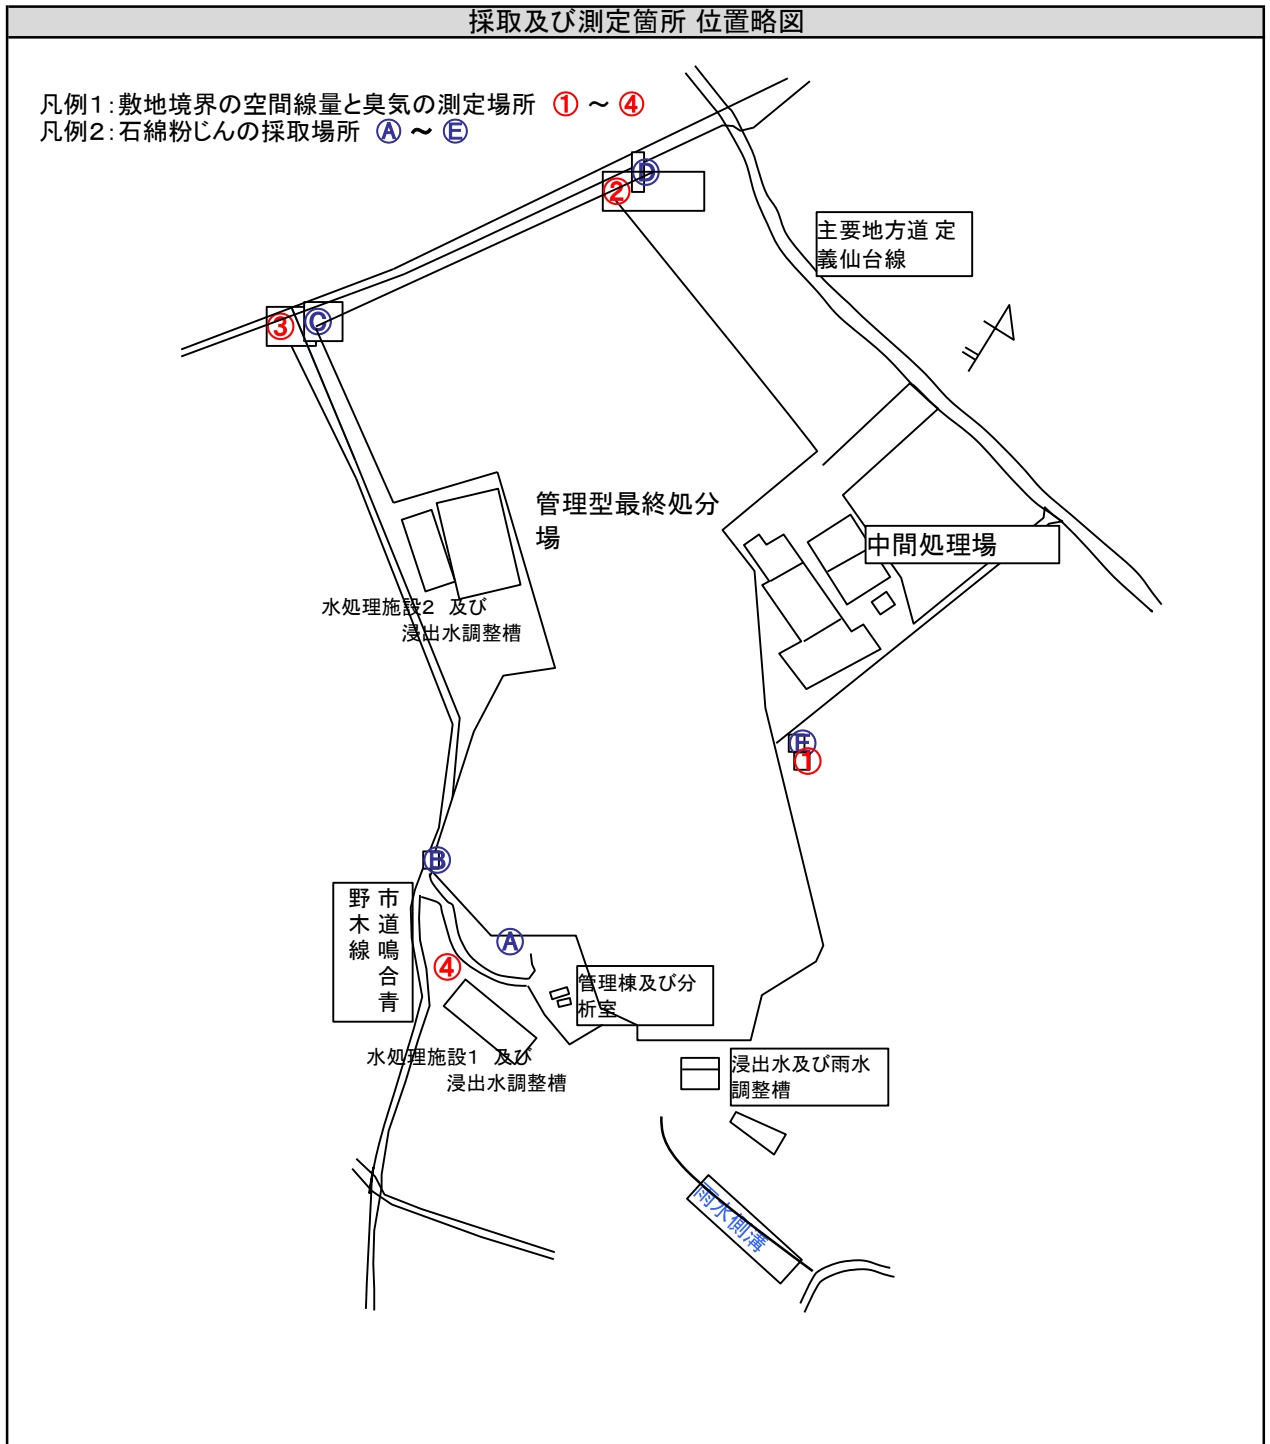 採取及び測定箇所 位置略図
凡例1：敷地境界の空間線量と臭気の測定場所 ① ～ ④
凡例2：石綿粉じんの採取場所 Ⓐ ～ Ⓔ
Ⓓ
②
主要地方道 定
義仙台線
③
Ⓒ
管理型最終処分
場
中間処理場
水処理施設2 及び
浸出水調整槽
Ⓔ
①
Ⓑ
市道鳴合青
野木線
Ⓐ
④
管理棟及び分
析室
水処理施設1 及び
浸出水調整槽
浸出水及び雨水
調整槽
雨水側溝